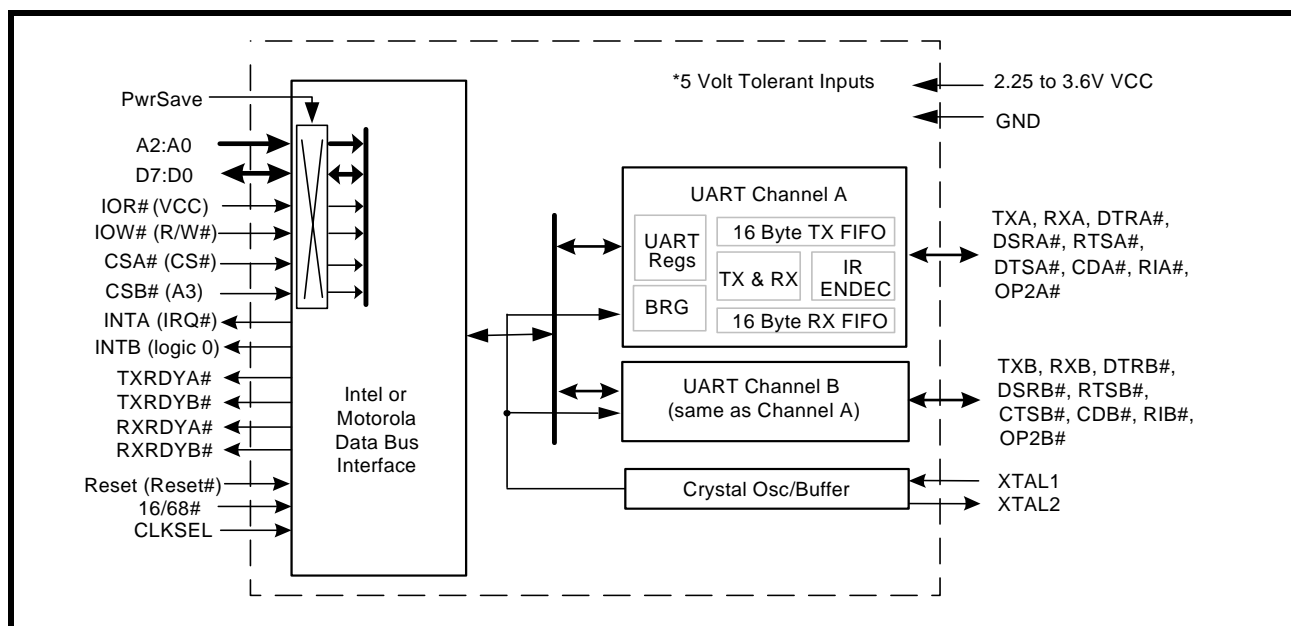 *5 Volt Tolerant Inputs
2.25 to 3.6V VCC
GND
PwrSave
A2:A0
D7:D0
IOR# (VCC)
IOW# (R/W#)
CSA# (CS#)
CSB# (A3)
INTA (IRQ#)
INTB (logic 0)
TXRDYA#
TXRDYB#
RXRDYA#
RXRDYB#
Reset (Reset#)
16/68#
CLKSEL
Intel or
Motorola
Data Bus
Interface
UART Channel A
UART
Regs
BRG
16 Byte TX FIFO
TX & RX
IR
ENDEC
16 Byte RX FIFO
TXA, RXA, DTRA#,
DSRA#, RTSA#,
DTSA#, CDA#, RIA#,
OP2A#
UART Channel B
(same as Channel A)
TXB, RXB, DTRB#,
DSRB#, RTSB#,
CTSB#, CDB#, RIB#,
OP2B#
Crystal Osc/Buffer
XTAL1
XTAL2